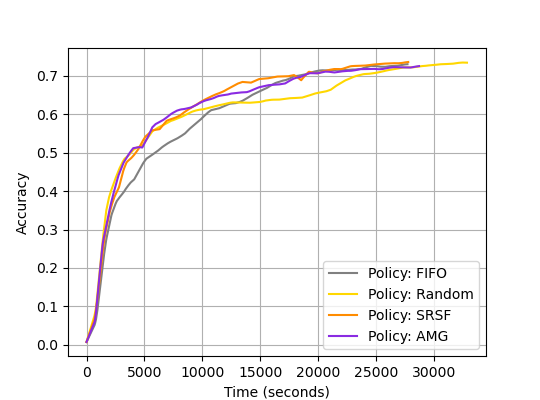 Accuracy
0.7
0.6
0.5
0.4
0.3
0.2
0.1
0.0
Policy: FIFO
Policy: Random
Policy: SRSF
Policy: AMG
0 5000 10000 15000 20000 25000 30000
Time (seconds)